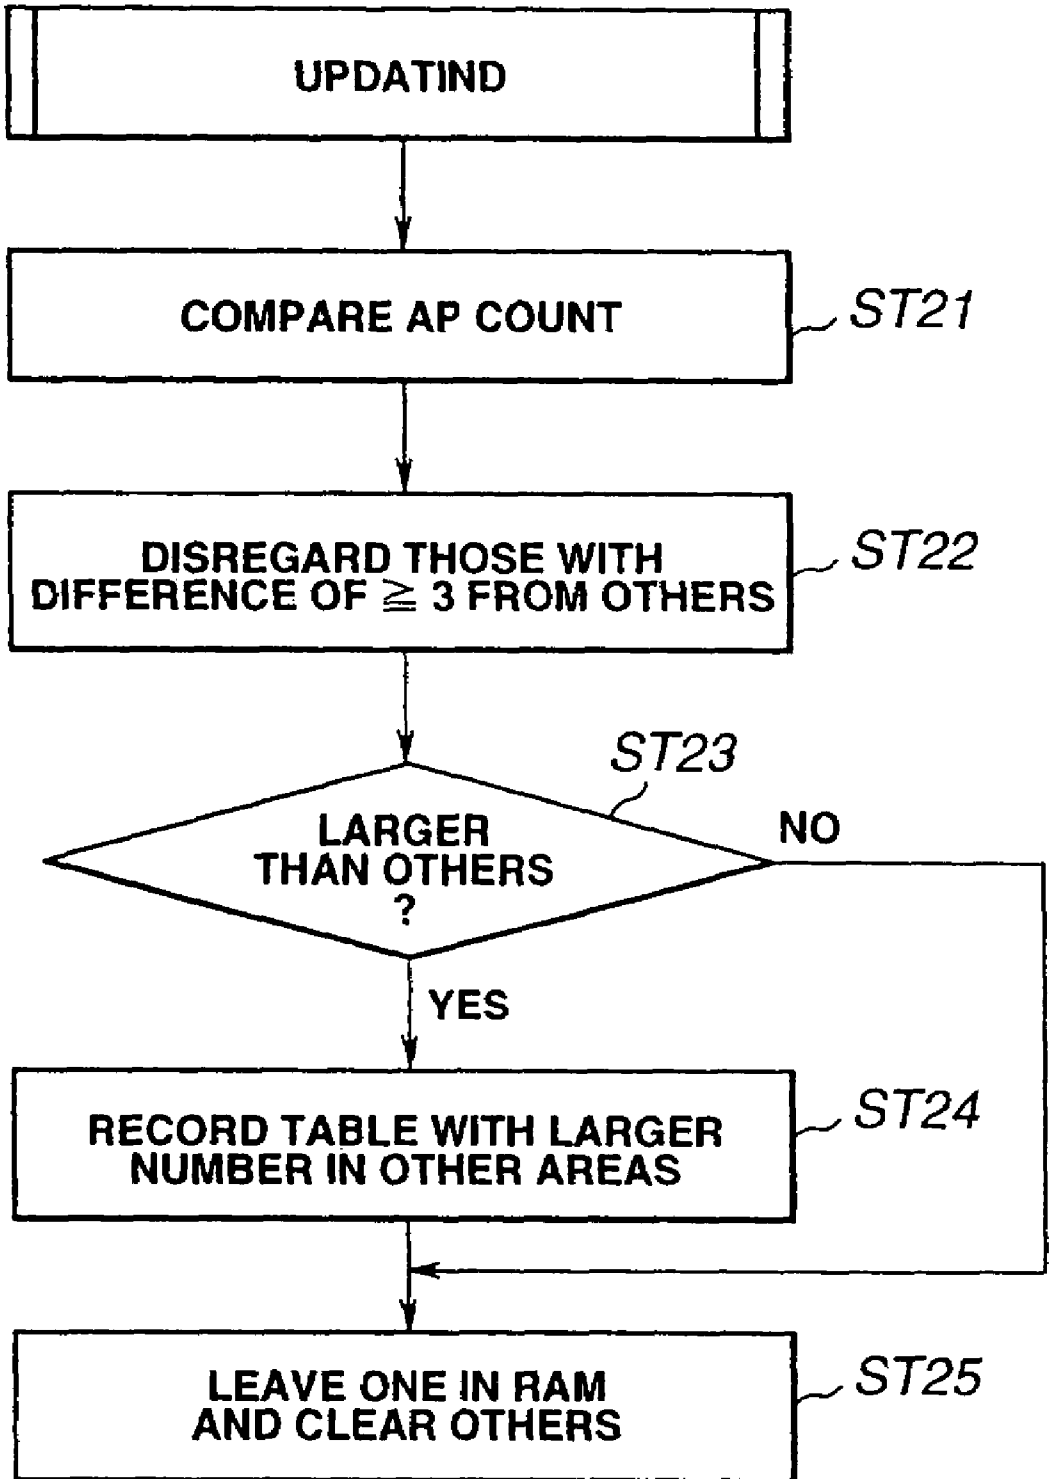 UPDATIND
COMPARE AP COUNT
ST21
DISREGARD THOSE WITH
DIFFERENCE OF ≧ 3 FROM OTHERS
ST22
ST23
LARGER
THAN OTHERS
?
NO
YES
RECORD TABLE WITH LARGER
NUMBER IN OTHER AREAS
ST24
LEAVE ONE IN RAM
AND CLEAR OTHERS
ST25